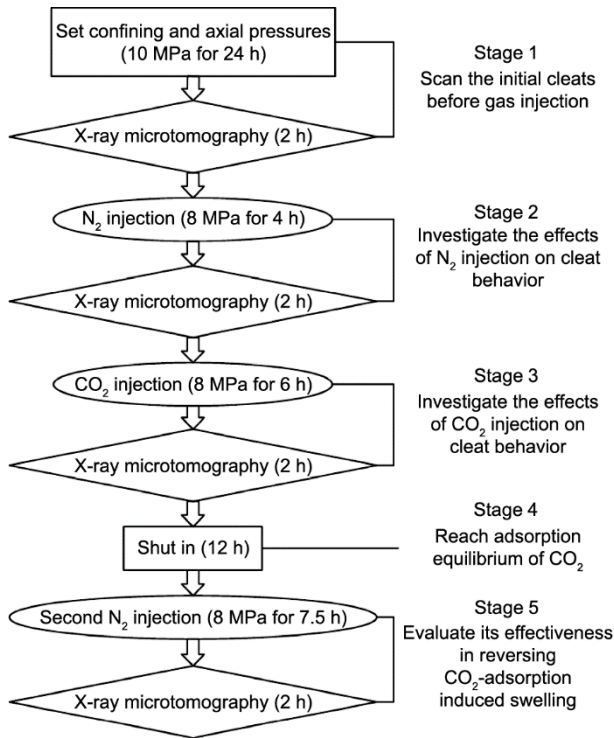 Set confining and axial pressures
(10 MPa for 24 h)
Stage 1
Scan the initial cleats
before gas injection
X-ray microtomography (2 h)
N₂ injection (8 MPa for 4 h)
Stage 2
Investigate the effects
of N₂ injection on cleat
behavior
X-ray microtomography (2 h)
CO₂ injection (8 MPa for 6 h)
Stage 3
Investigate the effects
of CO₂ injection on
cleat behavior
X-ray microtomography (2 h)
Stage 4
Shut in (12 h)
Reach adsorption
equilibrium of CO₂
Second N₂ injection (8 MPa for 7.5 h)
Stage 5
Evaluate its effectiveness
in reversing
CO₂-adsorption
induced swelling
X-ray microtomography (2 h)